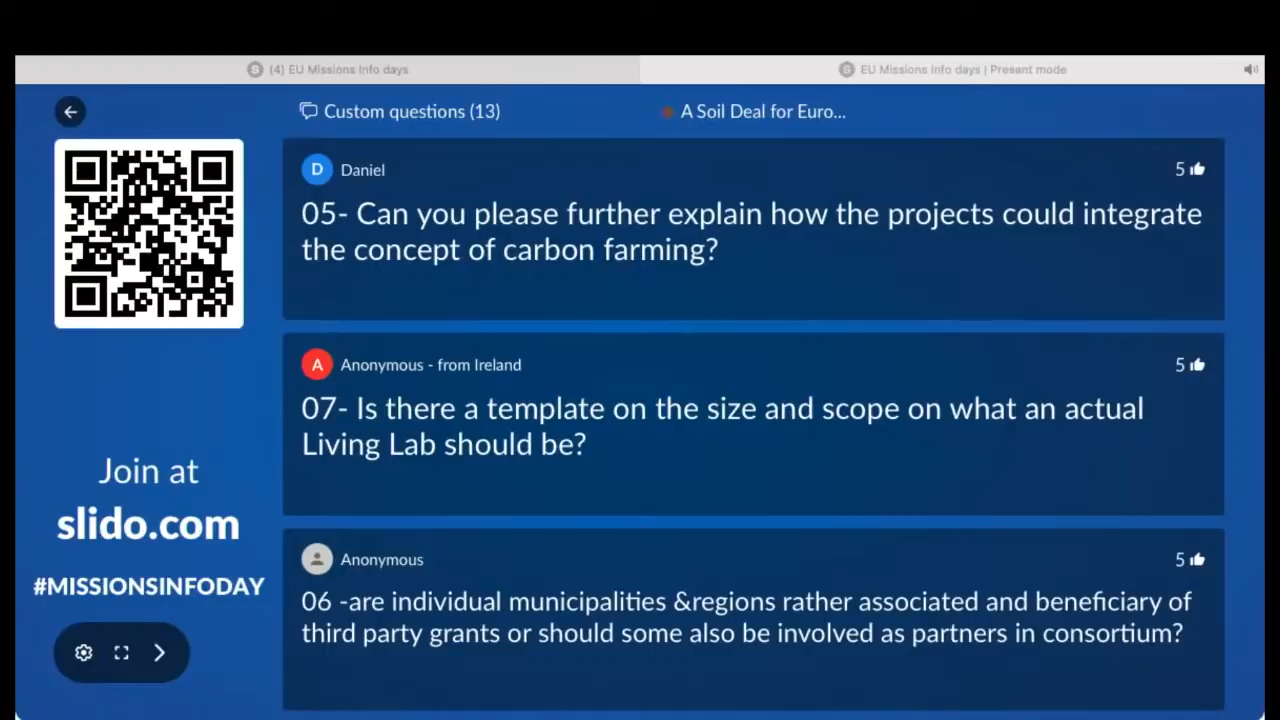 (4) EU Missions Info days
EU Missions Info days | Present mode
Custom questions (13)
A Soil Deal for Euro...
D Daniel
5
05- Can you please further explain how the projects could integrate
the concept of carbon farming?
A Anonymous - from Ireland
5
07- Is there a template on the size and scope on what an actual
Living Lab should be?
Anonymous
5
06 -are individual municipalities &regions rather associated and beneficiary of
third party grants or should some also be involved as partners in consortium?
Join at
slido.com
#MISSIONSINFODAY